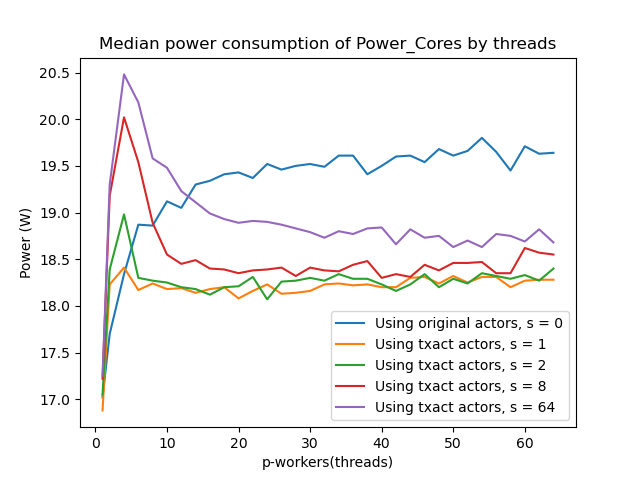 Median power consumption of Power_Cores by threads
20.5
20.0
19.5
19.0
18.5
18.0
17.5
17.0
Power (W)
Using original actors, s = 0
Using txact actors, s = 1
Using txact actors, s = 2
Using txact actors, s = 8
Using txact actors, s = 64
0 10 20 30 40 50 60
p-workers(threads)